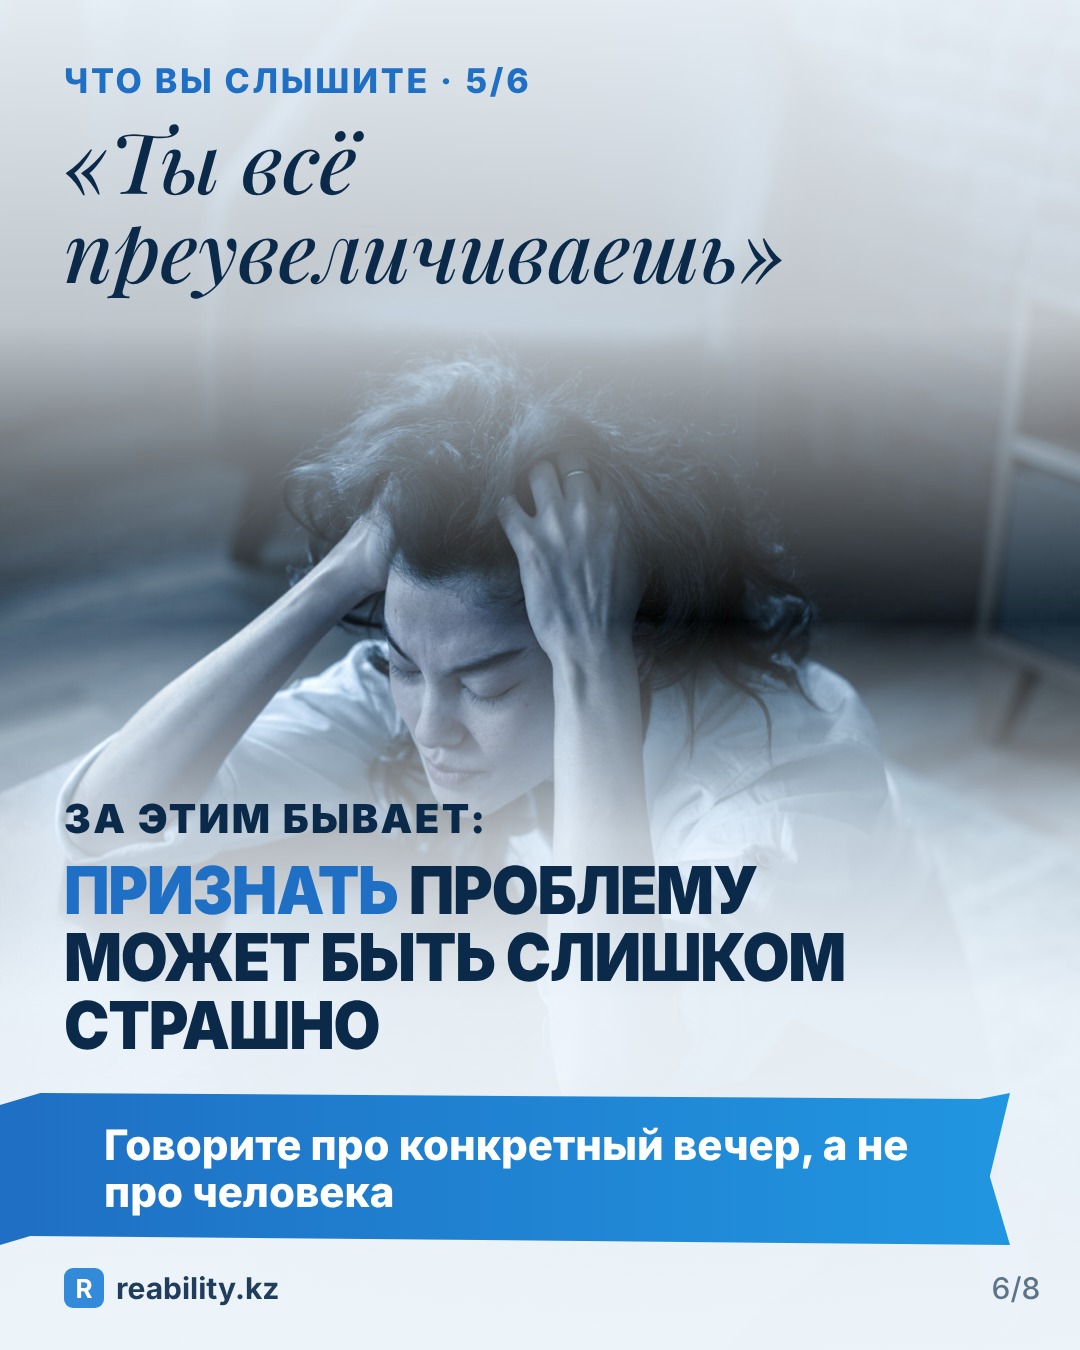 ЧТО ВЫ СЛЫШИТЕ · 5/6
«Ты всё
преувеличиваешь»
ЗА ЭТИМ БЫВАЕТ:
ПРИЗНАТЬ ПРОБЛЕМУ
МОЖЕТ БЫТЬ СЛИШКОМ
СТРАШНО
Говорите про конкретный вечер, а не
про человека
R reability.kz
6/8